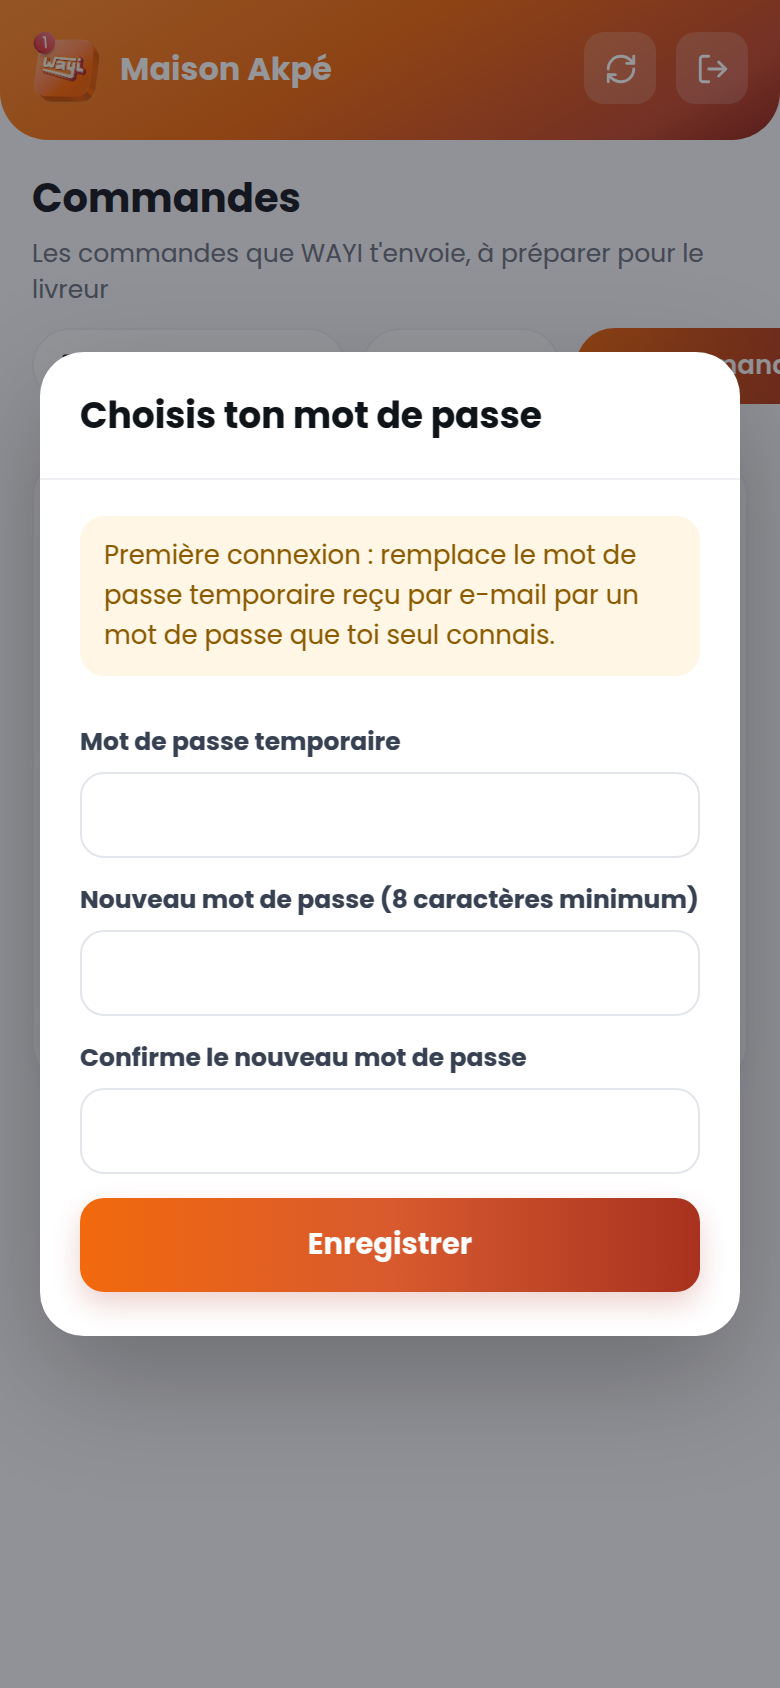 1
wayi
Maison Akpé
Commandes
Les commandes que WAYI t'envoie, à préparer pour le
livreur
Choisis ton mot de passe
Première connexion : remplace le mot de
passe temporaire reçu par e-mail par un
mot de passe que toi seul connais.
Mot de passe temporaire
Nouveau mot de passe (8 caractères minimum)
Confirme le nouveau mot de passe
Enregistrer